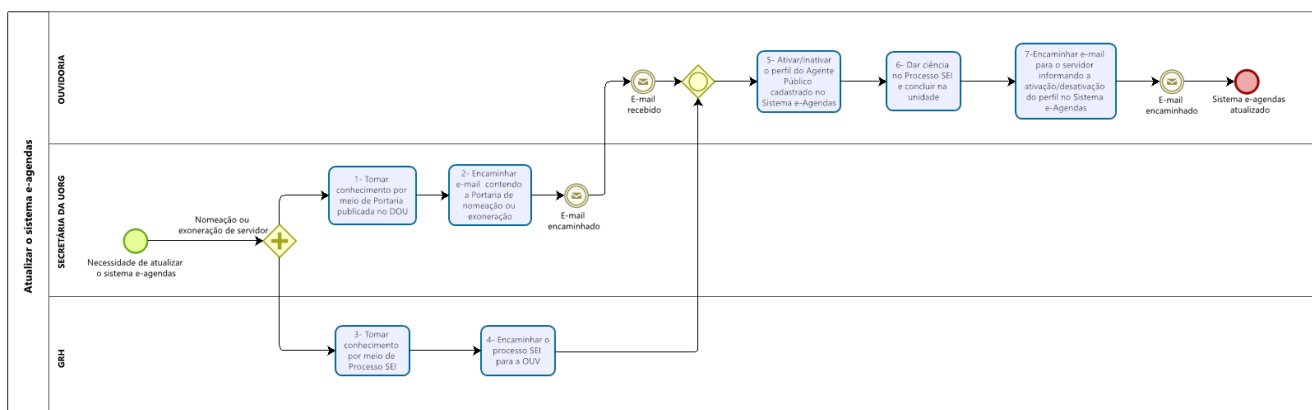 Atualizar o sistema e-agendas
OUVIDORIA
E-mail
recebido
5- Ativar/inativar
o perfil do Agente
Público
cadastrado no
Sistema e-Agendas
6- Dar ciência
no Processo SEI
e concluir na
unidade
7-Encaminhar e-mail
para o servidor
informando a
ativação/desativação
do perfil no Sistema
e-Agendas
E-mail
encaminhado
Sistema e-agendas
atualizado
SECRETÁRIA DA UORG
Necessidade de atualizar
o sistema e-agendas
Nomeação ou
exoneração de servidor
1- Tomar
conhecimento por
meio de Portaria
publicada no DOU
2- Encaminhar
e-mail contendo
a Portaria de
nomeação ou
exoneração
E-mail
encaminhado
GRH
3- Tomar
conhecimento
por meio de
Processo SEI
4- Encaminhar o
processo SEI
para a OUV